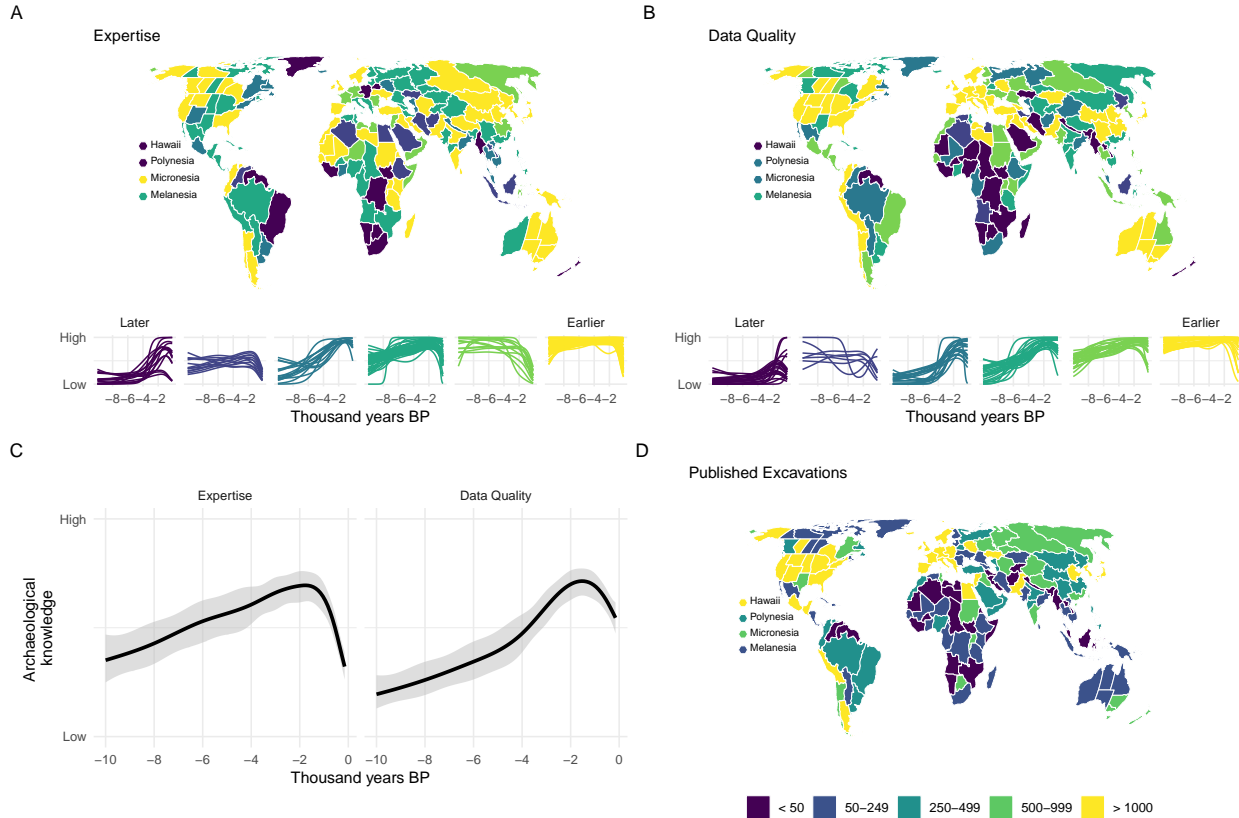 A
Expertise
Hawaii
Polynesia
Micronesia
Melanesia
Later
Earlier
High
Low
−8−6−4−2 −8−6−4−2 −8−6−4−2 −8−6−4−2 −8−6−4−2 −8−6−4−2
Thousand years BP
B
Data Quality
Hawaii
Polynesia
Micronesia
Melanesia
Later
Earlier
High
Low
−8−6−4−2 −8−6−4−2 −8−6−4−2 −8−6−4−2 −8−6−4−2 −8−6−4−2
Thousand years BP
C
Expertise
Data Quality
High
Low
Archaeological
knowledge
−10 −8 −6 −4 −2 0 −10 −8 −6 −4 −2 0
Thousand years BP
D
Published Excavations
Hawaii
Polynesia
Micronesia
Melanesia
< 50 50−249 250−499 500−999 > 1000